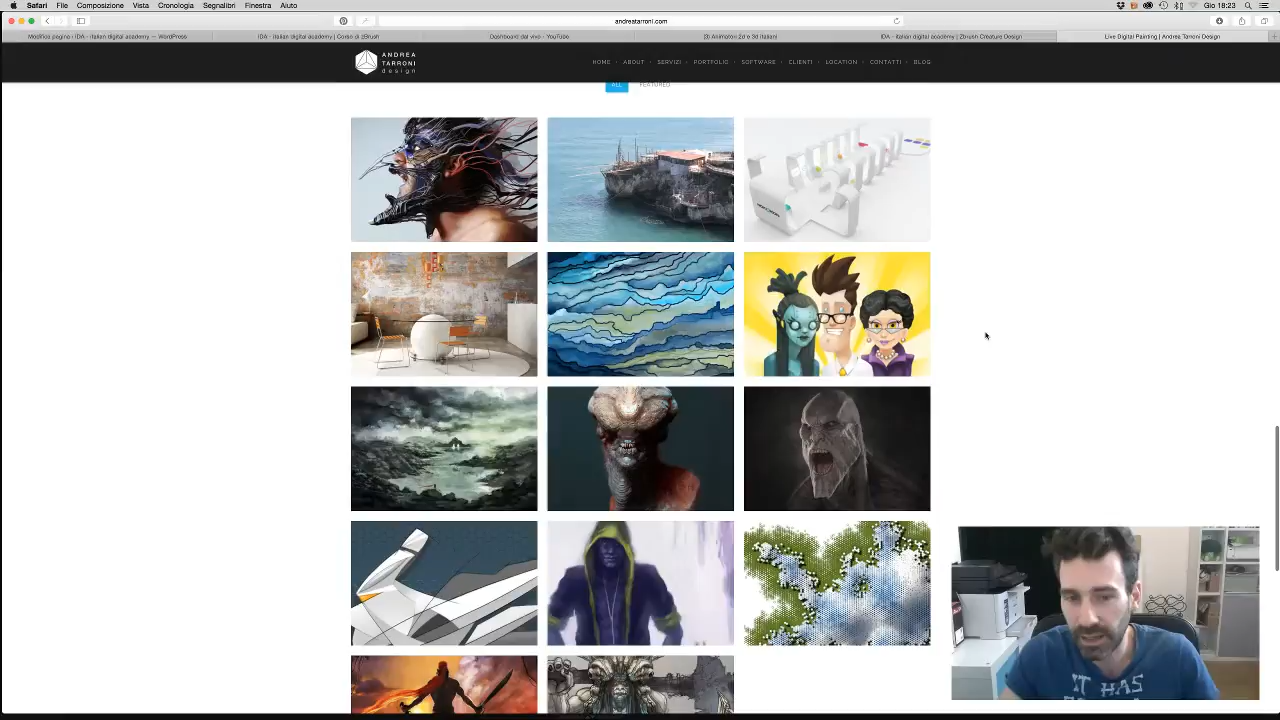 Safari File Composizione Vista Cronologia Segnalibri Finestra Aiuto Gio 18:23
andreatarroni.com
Modifica pagina ‹ IDA - italian digital academy — WordPress IDA - italian digital academy | Corso di zBrush Dashboard dal vivo - YouTube (3) Animatori 2d e 3d Italiani IDA - italian digital academy | Zbrush Creature Design Live Digital Painting | Andrea Tarroni Design
ANDREA
TARRONI
design
HOME ABOUT SERVIZI PORTFOLIO SOFTWARE CLIENTI LOCATION CONTATTI BLOG
ALL FEATURED
IT HAS